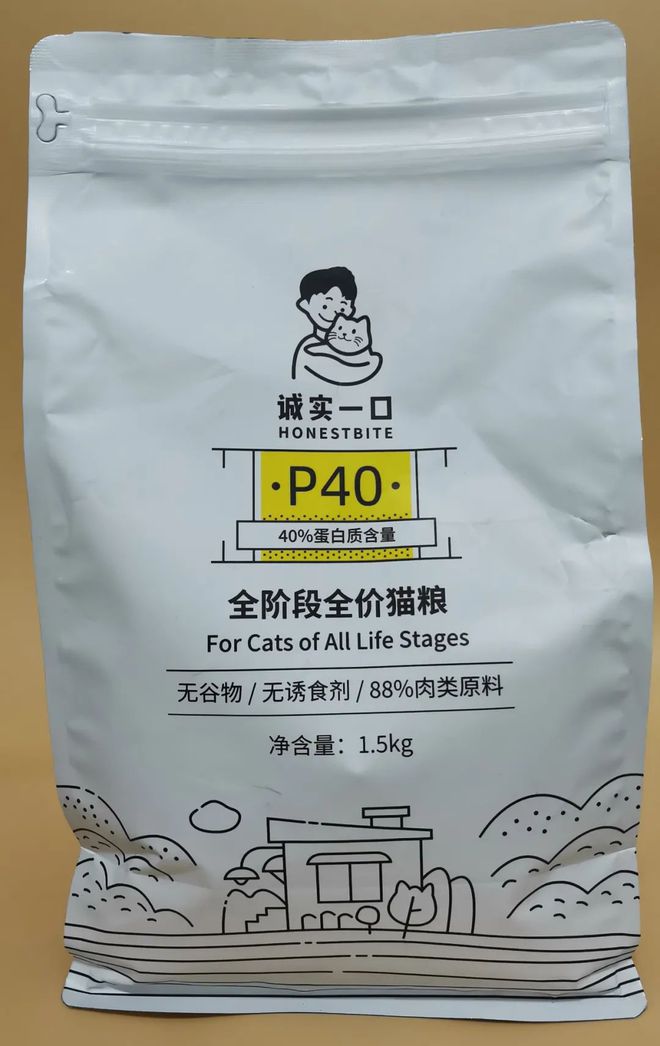 诚实一口
HONESTBITE
·P40·
40%蛋白质含量
全阶段全价猫粮
For Cats of All Life Stages
无谷物 / 无诱食剂 / 88%肉类原料
净含量：1.5kg